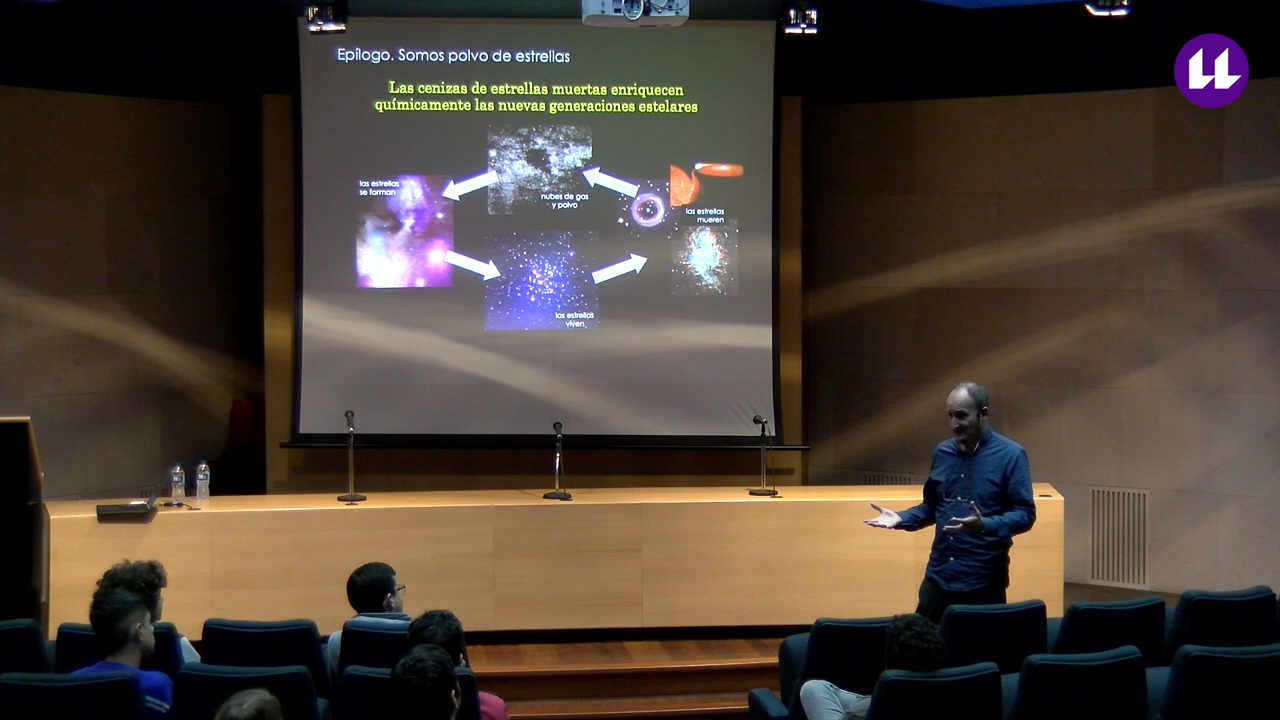 Epílogo. Somos polvo de estrellas
Las cenizas de estrellas muertas enriquecen
químicamente las nuevas generaciones estelares
las estrellas
se forman
nubes de gas
y polvo
las estrellas
mueren
las estrellas
viven